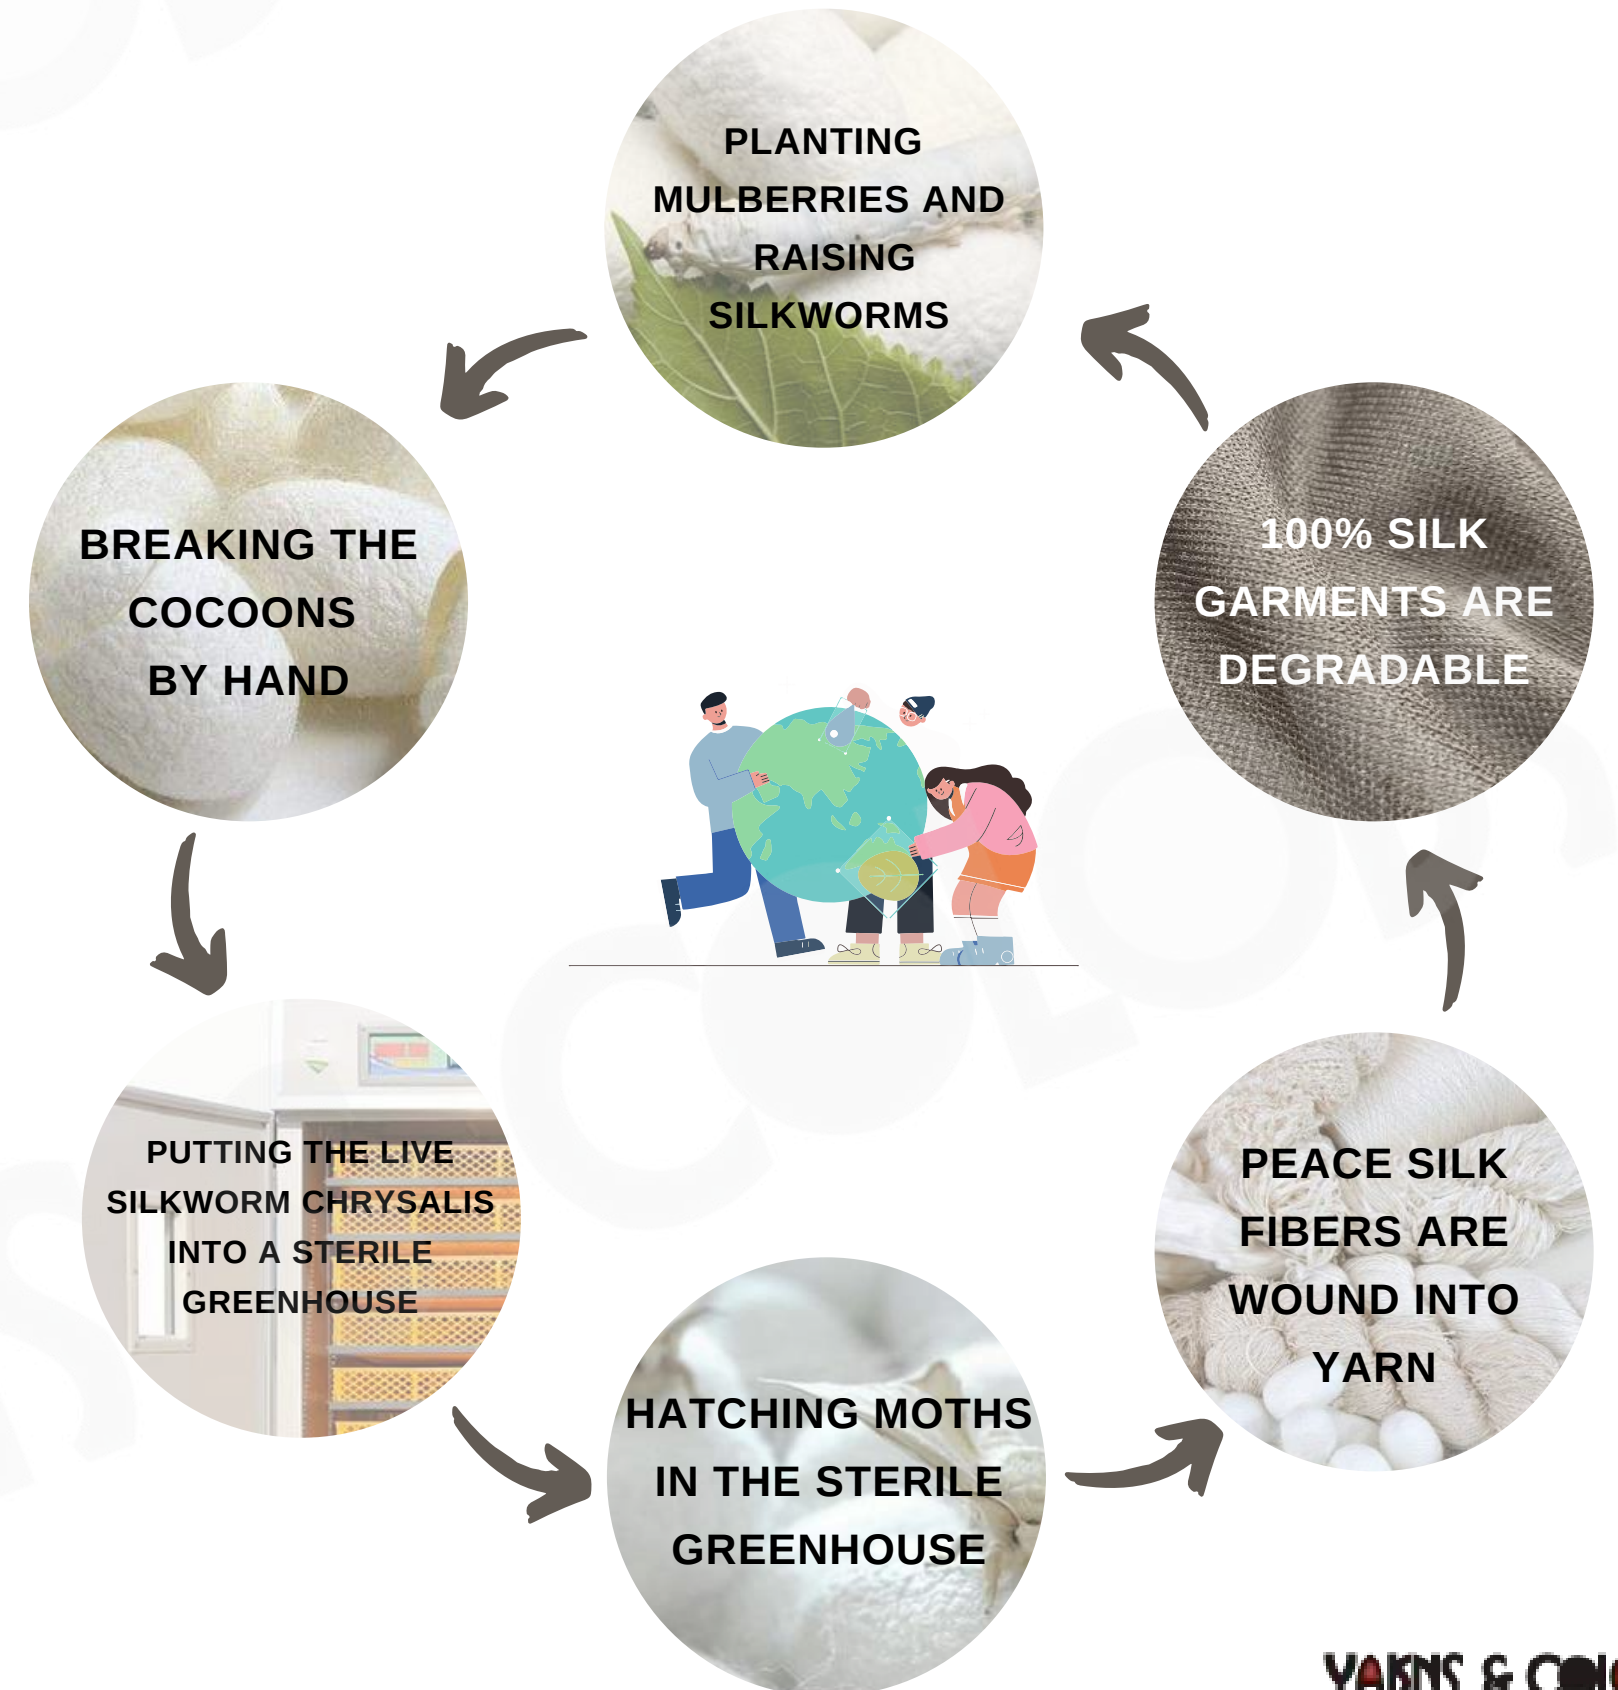 PLANTING
MULBERRIES AND
RAISING
SILKWORMS
BREAKING THE
COCOONS
BY HAND
PUTTING THE LIVE
SILKWORM CHRYSALIS
INTO A STERILE
GREENHOUSE
HATCHING MOTHS
IN THE STERILE
GREENHOUSE
PEACE SILK
FIBERS ARE
WOUND INTO
YARN
100% SILK
GARMENTS ARE
DEGRADABLE
YARNS &